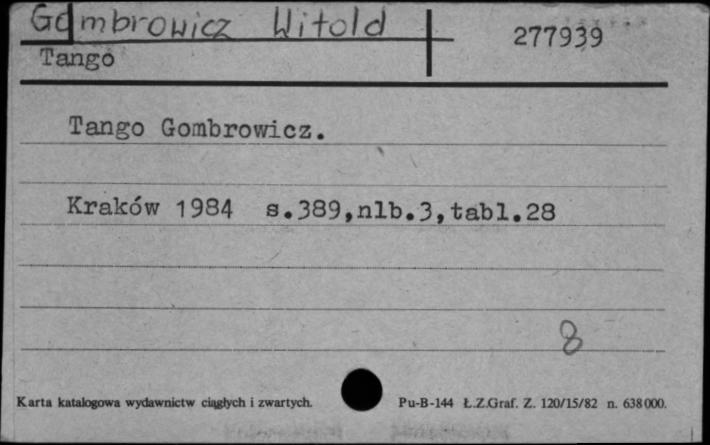 Gombrowicz Witold 277939
Tango
Tango Gombrowicz.
Kraków 1984 s.389,nlb.3,tabl.28
8
Karta katalogowa wydawnictw ciągłych i zwartych. Pu-B-144 Ł.Z.Graf. Z. 120/15/82 n. 638000.